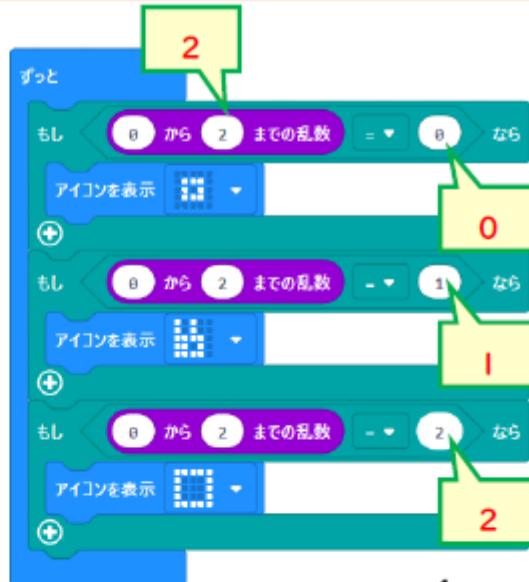 2
ずっと
もし 0 から 2 までの乱数 = 0 なら
アイコンを表示
0
もし 0 から 2 までの乱数 = 1 なら
アイコンを表示
1
もし 0 から 2 までの乱数 = 2 なら
アイコンを表示
2